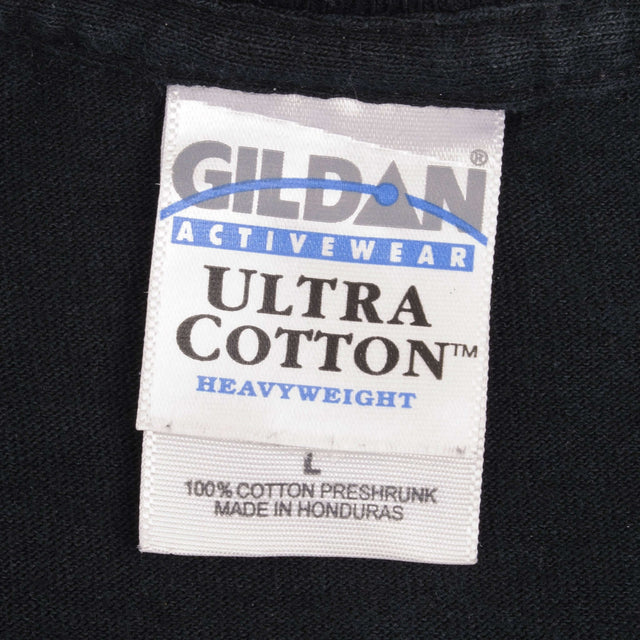 GILDAN®
ACTIVEWEAR
ULTRA
COTTON™
HEAVYWEIGHT
L
100% COTTON PRESHRUNK
MADE IN HONDURAS